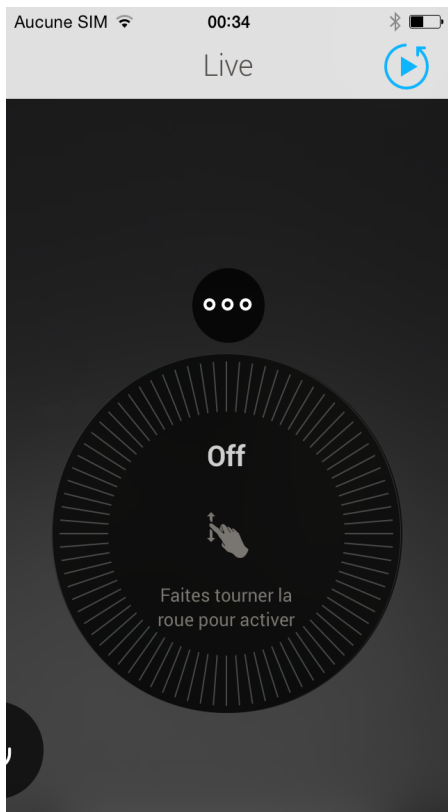 Aucune SIM 00:34
Live
Off
Faites tourner la
roue pour activer